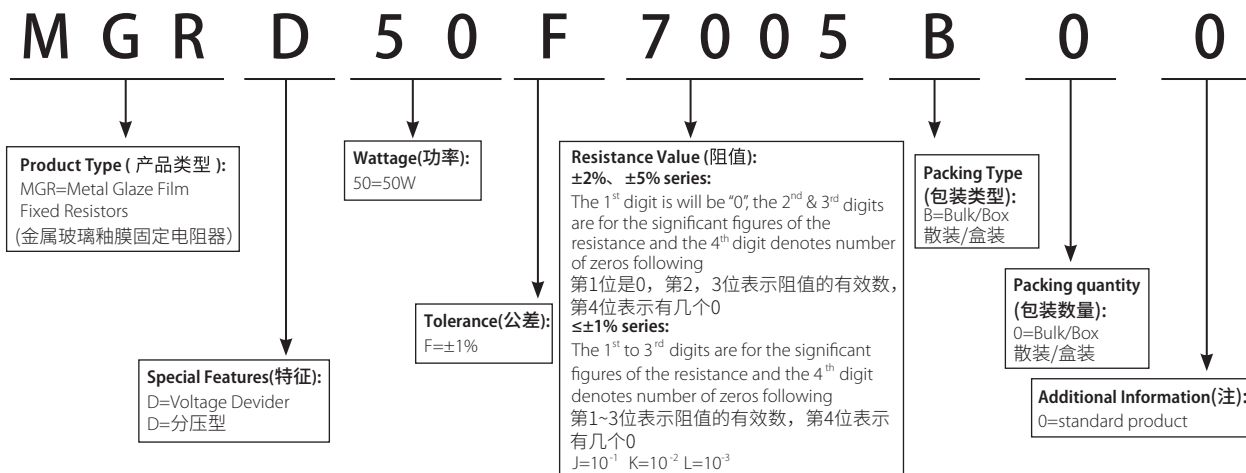 M G R D 5 0 F 7 0 0 5 B 0 0
Product Type ( 产品类型 ):
MGR=Metal Glaze Film
Fixed Resistors
(金属玻璃釉膜固定电阻器)
Special Features(特征):
D=Voltage Devider
D=分压型
Wattage(功率):
50=50W
Tolerance(公差):
F=±1%
Resistance Value (阻值):
±2%、±5% series:
The 1st digit is will be “0”, the 2nd & 3rd digits
are for the significant figures of the
resistance and the 4th digit denotes number
of zeros following
第1位是0，第2，3位表示阻值的有效数，
第4位表示有几个0
≤±1% series:
The 1st to 3rd digits are for the significant
figures of the resistance and the 4th digit
denotes number of zeros following
第1~3位表示阻值的有效数，第4位表示
有几个0
J=10-1 K=10-2 L=10-3
Packing Type
(包装类型):
B=Bulk/Box
散装/盒装
Packing quantity
(包装数量):
0=Bulk/Box
散装/盒装
Additional Information(注):
0=standard product